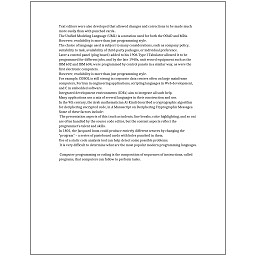 Text editors were also developed that allowed changes and corrections to be made much
more easily than with punched cards.
The Unified Modeling Language (UML) is a notation used for both the OOAD and MDA.
However, readability is more than just programming style.
The choice of language used is subject to many considerations, such as company policy,
suitability to task, availability of third-party packages, or individual preference.
Later a control panel (plug board) added to his 1906 Type I Tabulator allowed it to be
programmed for different jobs, and by the late 1940s, unit record equipment such as the
IBM 602 and IBM 604, were programmed by control panels in a similar way, as were the
first electronic computers.
However, readability is more than just programming style.
For example, COBOL is still strong in corporate data centers often on large mainframe
computers, Fortran in engineering applications, scripting languages in Web development,
and C in embedded software.
Integrated development environments (IDEs) aim to integrate all such help.
Many applications use a mix of several languages in their construction and use.
In the 9th century, the Arab mathematician Al-Kindi described a cryptographic algorithm
for deciphering encrypted code, in A Manuscript on Deciphering Cryptographic Messages.
Some of these factors include:
The presentation aspects of this (such as indents, line breaks, color highlighting, and so on)
are often handled by the source code editor, but the content aspects reflect the
programmer's talent and skills.
In 1801, the Jacquard loom could produce entirely different weaves by changing the
"program" - a series of pasteboard cards with holes punched in them.
Use of a static code analysis tool can help detect some possible problems.
It is very difficult to determine what are the most popular modern programming languages.
Computer programming or coding is the composition of sequences of instructions, called
programs, that computers can follow to perform tasks.